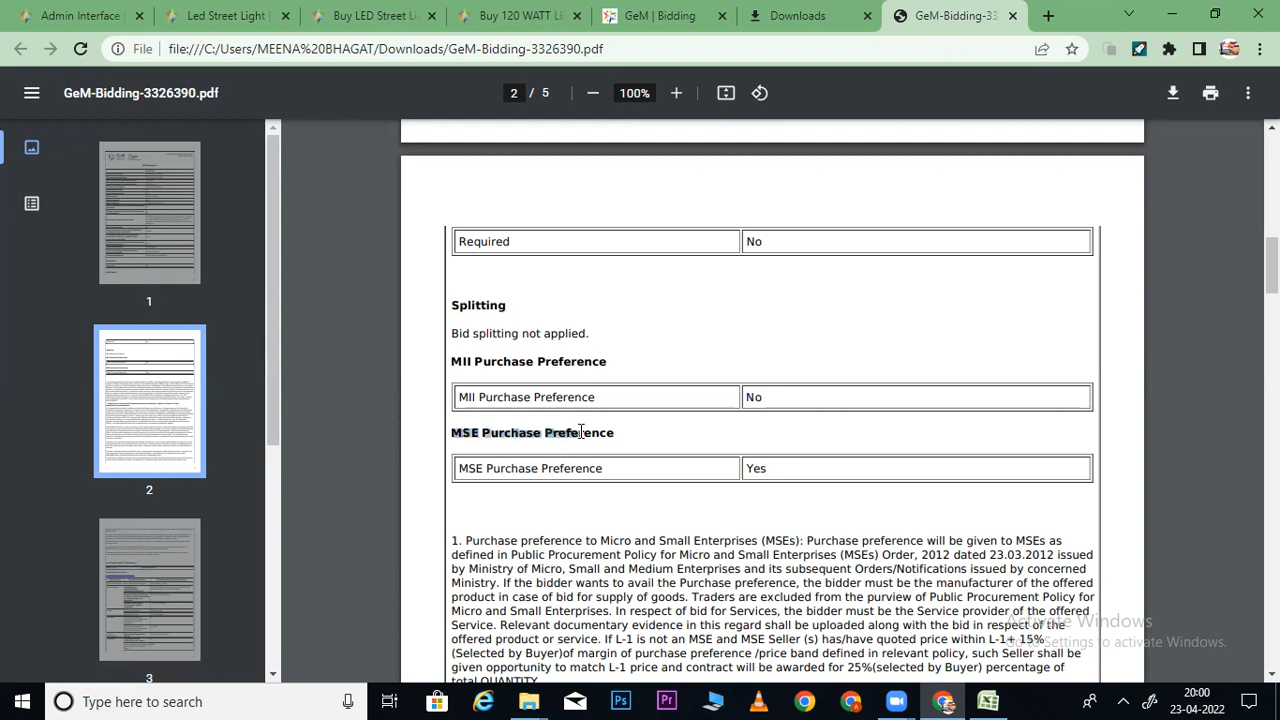 Admin Interface |
Led Street Light |
Buy LED Street Li
Buy 120 WATT LE
GeM | Bidding
Downloads
GeM-Bidding-332
File
file:///C:/Users/MEENA%20BHAGAT/Downloads/GeM-Bidding-3326390.pdf
GeM-Bidding-3326390.pdf
2 / 5
100%
1
2
3
Required No
Splitting
Bid splitting not applied.
MII Purchase Preference
MII Purchase Preference No
MSE Purchase Preference
MSE Purchase Preference Yes
1. Purchase preference to Micro and Small Enterprises (MSEs): Purchase preference will be given to MSEs as
defined in Public Procurement Policy for Micro and Small Enterprises (MSEs) Order, 2012 dated 23.03.2012 issued
by Ministry of Micro, Small and Medium Enterprises and its subsequent Orders/Notifications issued by concerned
Ministry. If the bidder wants to avail the Purchase preference, the bidder must be the manufacturer of the offered
product in case of bid for supply of goods. Traders are excluded from the purview of Public Procurement Policy for
Micro and Small Enterprises. In respect of bid for Services, the bidder must be the Service provider of the offered
Service. Relevant documentary evidence in this regard shall be uploaded along with the bid in respect of the
offered product or service. If L-1 is not an MSE and MSE Seller (s) has/have quoted price within L-1+ 15%
(Selected by Buyer)of margin of purchase preference /price band defined in relevant policy, such Seller shall be
given opportunity to match L-1 price and contract will be awarded for 25%(selected by Buyer) percentage of
total QUANTITY.
Activate Windows
Go to Settings to activate Windows.
Type here to search
20:00
23-04-2022